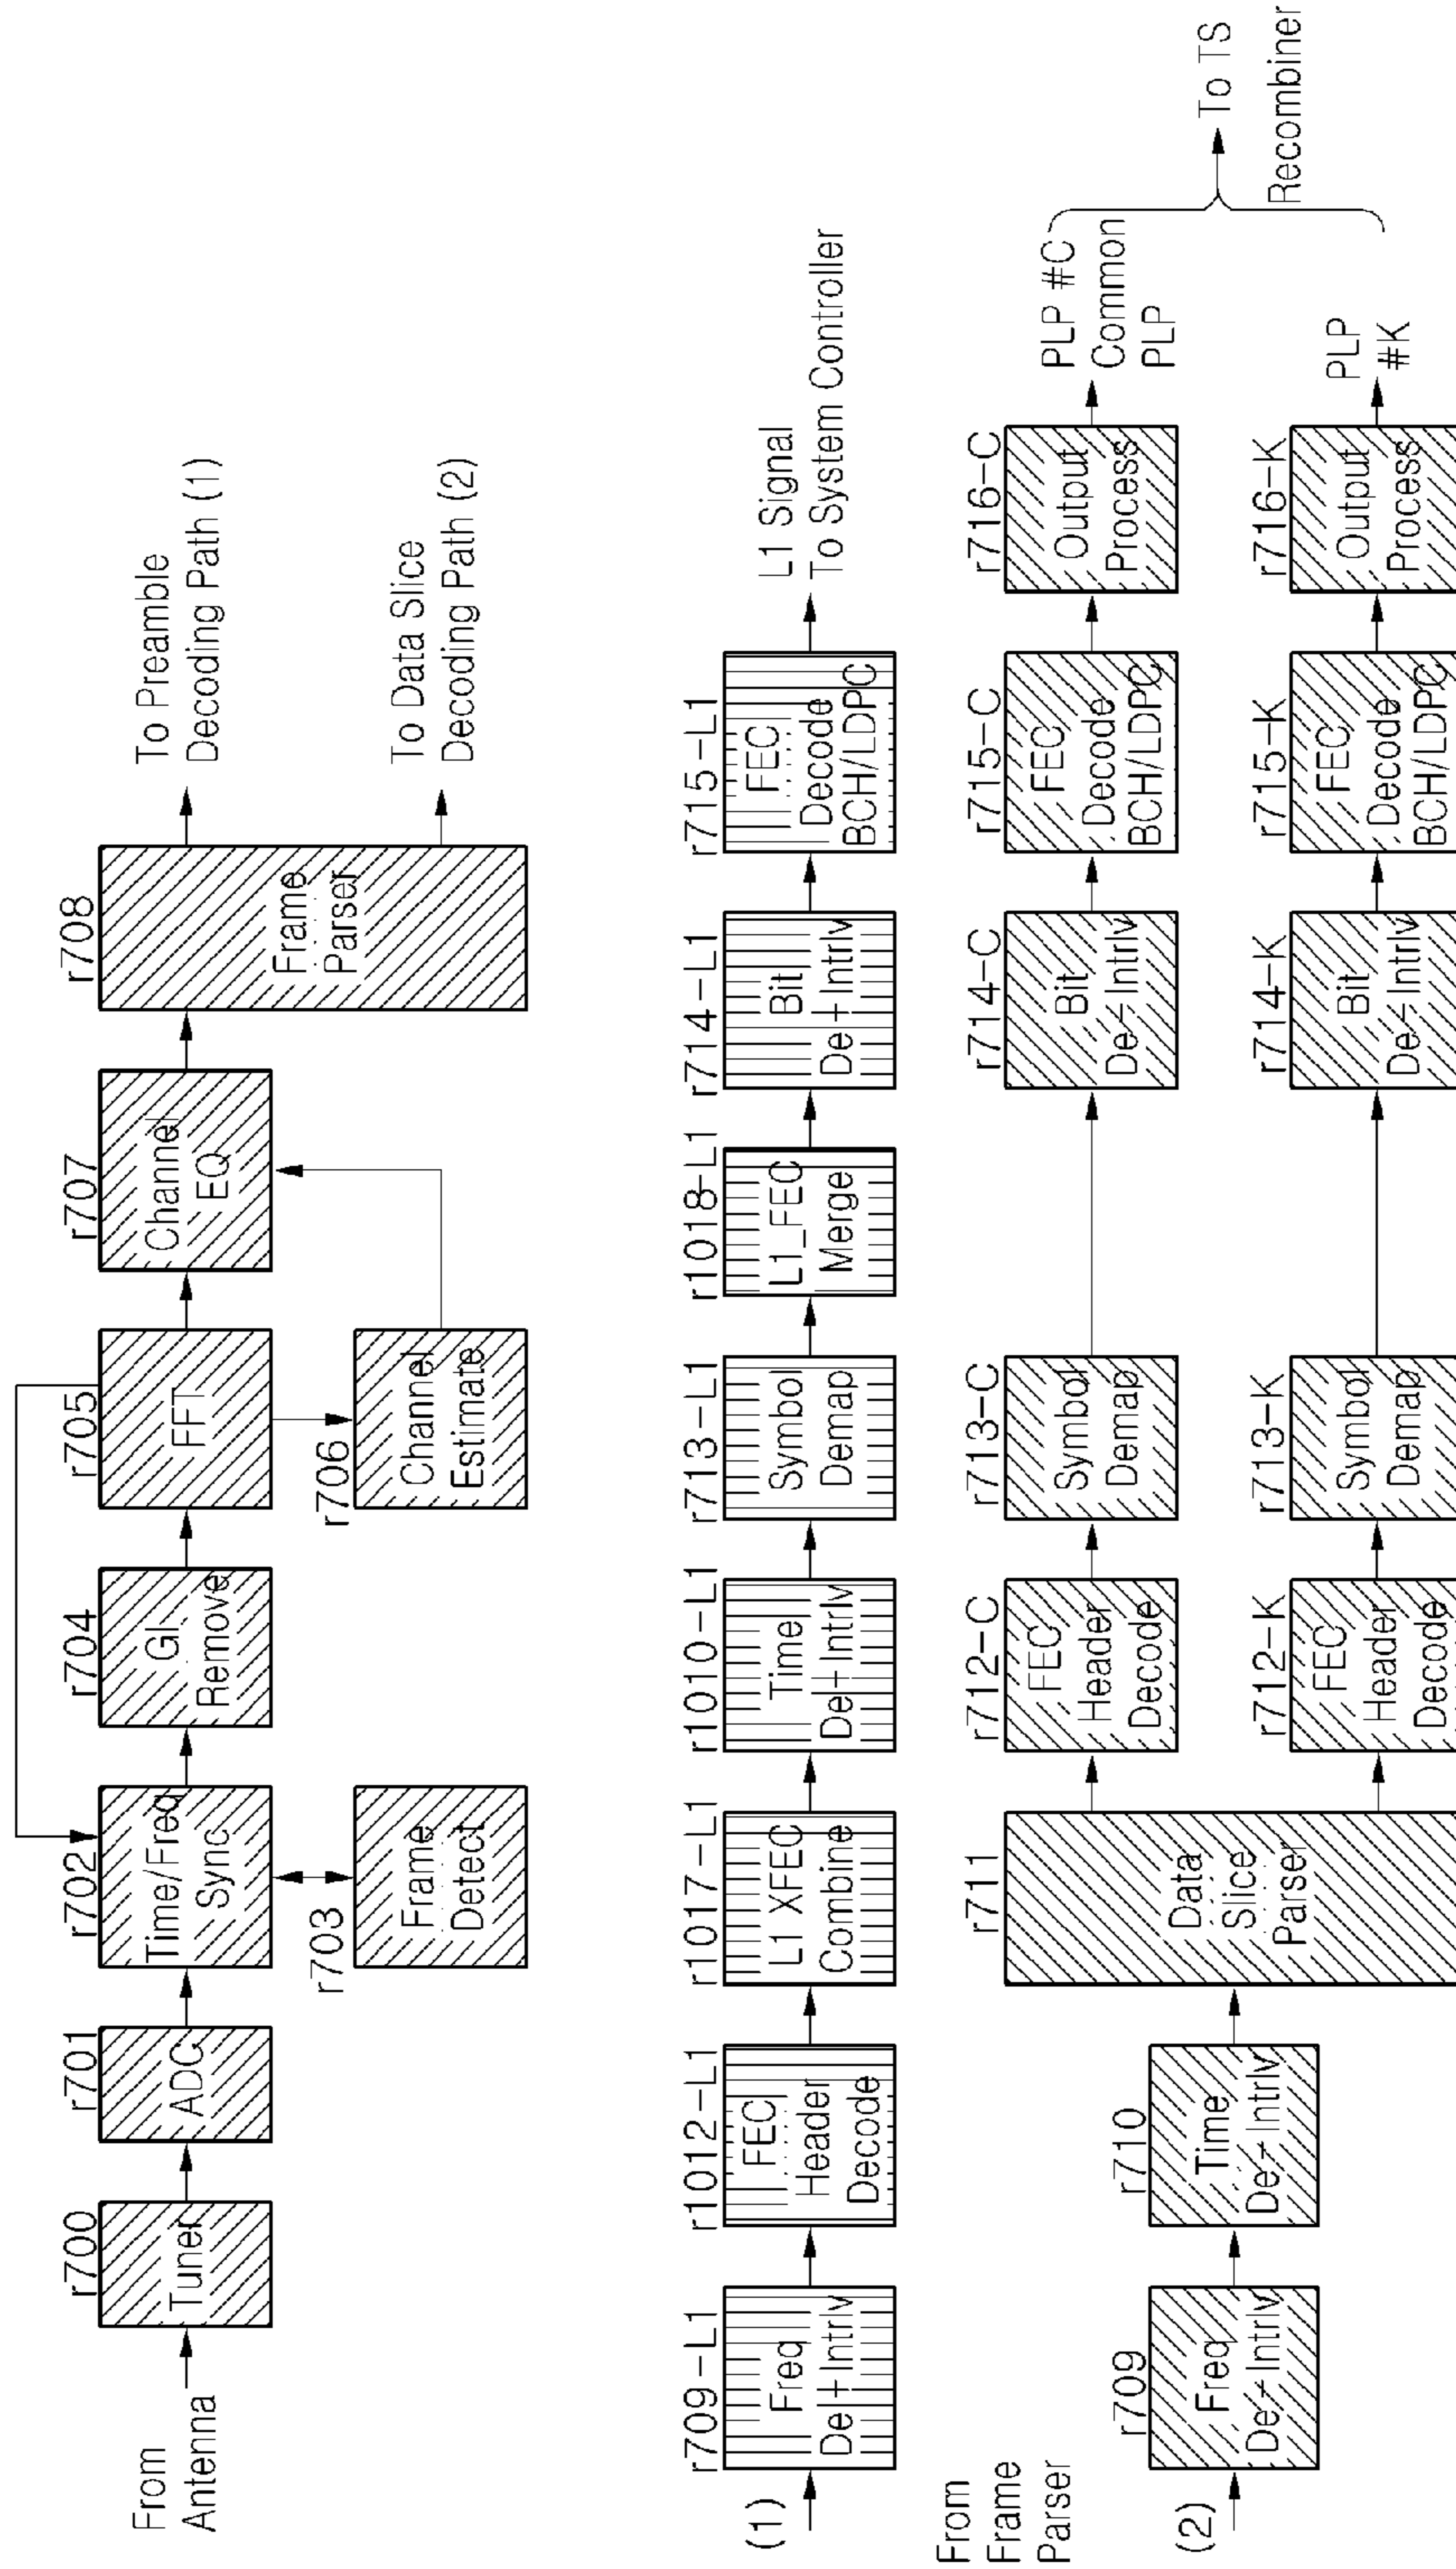 From
Antenna
r700
Tuner
r701
ADC
r702
Time/Freq
Sync
r703
Frame
Detect
r704
GI
Remove
r705
FFT
r706
Channel
Estimate
r707
Channel
EQ
r708
Frame
Parser
To Preamble
Decoding Path (1)
To Data Slice
Decoding Path (2)
(1)
r709-L1
Freq
De-Intrlv
r1012-L1
FEC
Header
Decode
r1017-L1
L1 XFEC
Combine
r1010-L1
Time
De-Intrlv
r713-L1
Symbol
Demap
r1018-L1
L1_FEC
Merge
r714-L1
Bit
De-Intrlv
r715-L1
FEC
Decode
BCH/LDPC
L1 Signal
To System Controller
From
Frame
Parser
(2)
r709
Freq
De-Intrlv
r710
Time
De-Intrlv
r711
Data
Slice
Parser
r712-C
FEC
Header
Decode
r713-C
Symbol
Demap
r714-C
Bit
De-Intrlv
r715-C
FEC
Decode
BCH/LDPC
r716-C
Output
Process
PLP #C
Common
PLP
r712-K
FEC
Header
Decode
r713-K
Symbol
Demap
r714-K
Bit
De-Intrlv
r715-K
FEC
Decode
BCH/LDPC
r716-K
Output
Process
PLP
#K
To TS
Recombiner